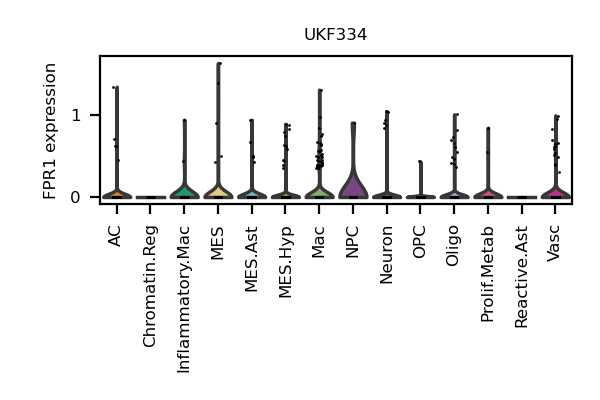 UKF334
FPR1 expression
1
0
AC
Chromatin.Reg
Inflammatory.Mac
MES
MES.Ast
MES.Hyp
Mac
NPC
Neuron
OPC
Oligo
Prolif.Metab
Reactive.Ast
Vasc